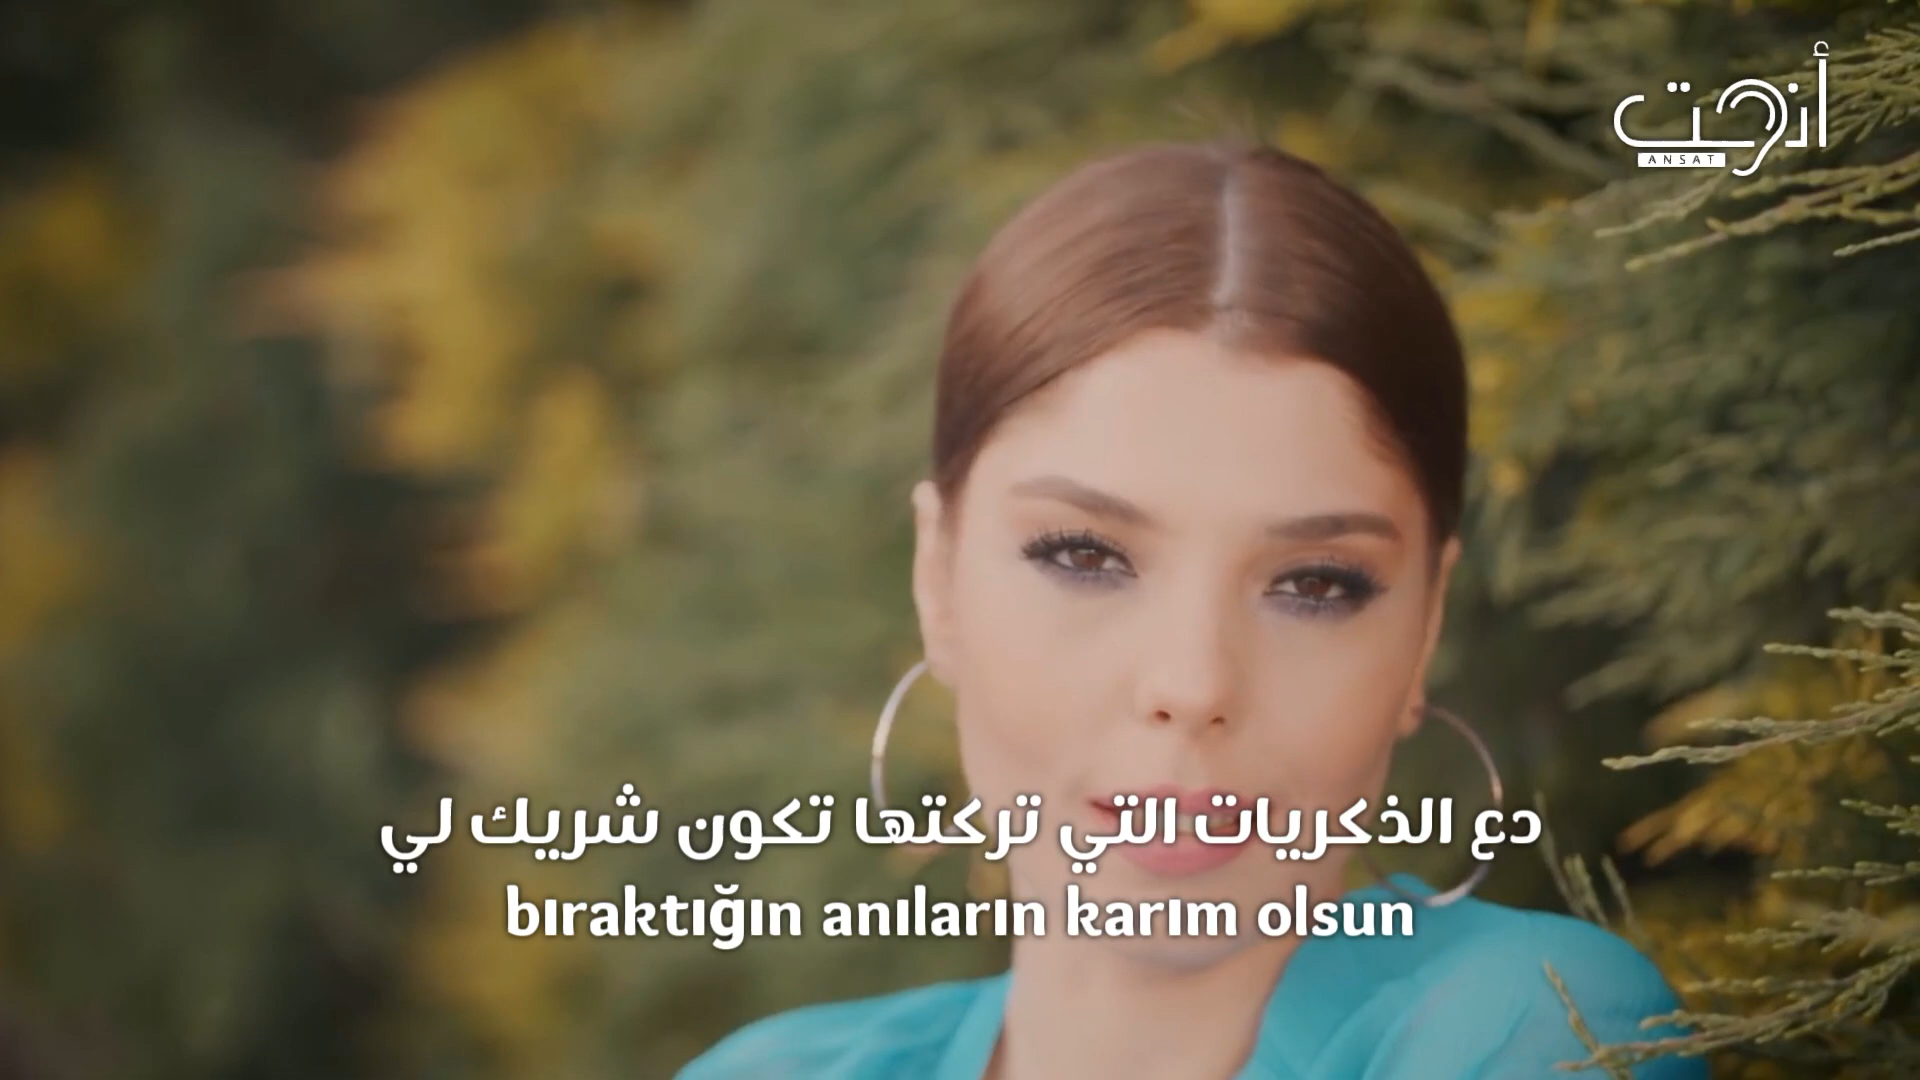 أنصت
ANSAT
دع الذكريات التي تركتها تكون شريك لي
bıraktığın anıların karım olsun